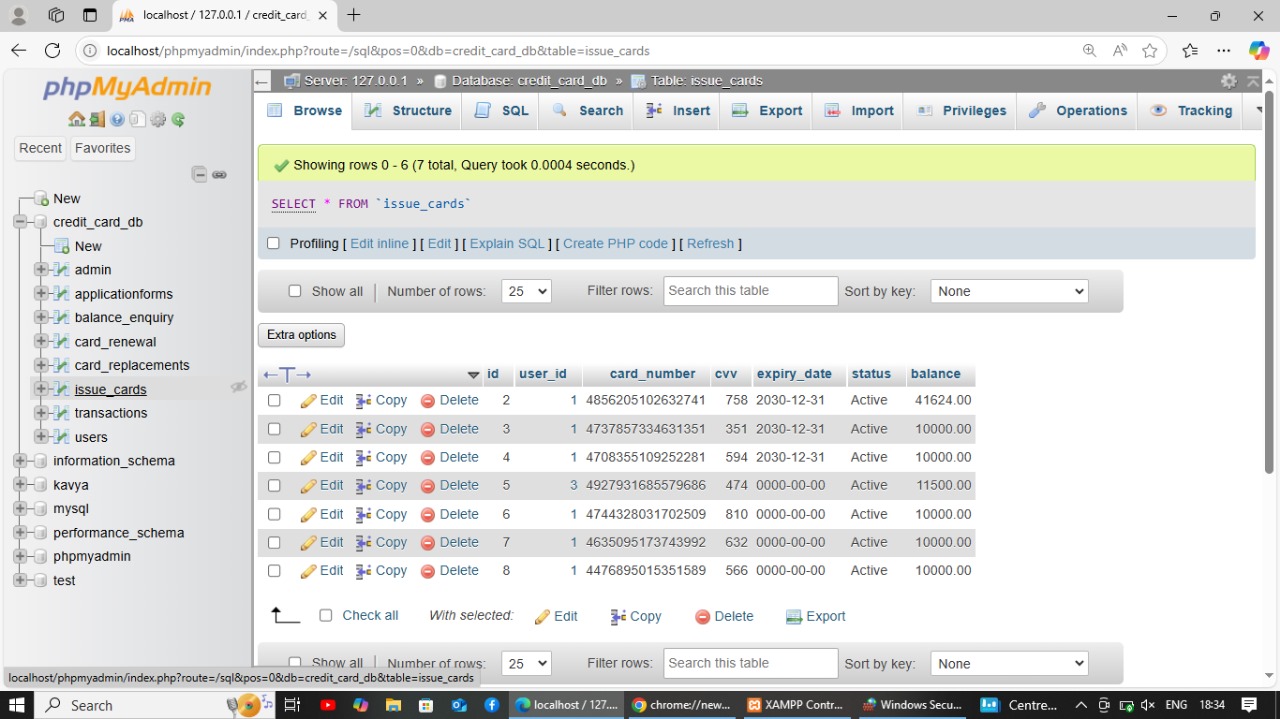 localhost / 127.0.0.1 / credit_card_
localhost/phpmyadmin/index.php?route=/sql&pos=0&db=credit_card_db&table=issue_cards
phpMyAdmin
Recent Favorites
New
credit_card_db
New
admin
applicationforms
balance_enquiry
card_renewal
card_replacements
issue_cards
transactions
users
information_schema
kavya
mysql
performance_schema
phpmyadmin
test
Server: 127.0.0.1 » Database: credit_card_db » Table: issue_cards
Browse Structure SQL Search Insert Export Import Privileges Operations Tracking
Showing rows 0 - 6 (7 total, Query took 0.0004 seconds.)
SELECT * FROM `issue_cards`
Profiling [ Edit inline ] [ Edit ] [ Explain SQL ] [ Create PHP code ] [ Refresh ]
Show all | Number of rows: 25 Filter rows: Search this table Sort by key: None
Extra options
←T→ id user_id card_number cvv expiry_date status balance
Edit Copy Delete 2 1 4856205102632741 758 2030-12-31 Active 41624.00
Edit Copy Delete 3 1 4737857334631351 351 2030-12-31 Active 10000.00
Edit Copy Delete 4 1 4708355109252281 594 2030-12-31 Active 10000.00
Edit Copy Delete 5 3 4927931685579686 474 0000-00-00 Active 11500.00
Edit Copy Delete 6 1 4744328031702509 810 0000-00-00 Active 10000.00
Edit Copy Delete 7 1 4635095173743992 632 0000-00-00 Active 10000.00
Edit Copy Delete 8 1 4476895015351589 566 0000-00-00 Active 10000.00
Check all With selected: Edit Copy Delete Export
Show all | Number of rows: 25 Filter rows: Search this table Sort by key: None
localhost/phpmyadmin/index.php?route=/sql&pos=0&db=credit_card_db&table=issue_cards
Search localhost / 127.... chrome://new... XAMPP Contr... Windows Secu... Centre... ENG 18:34